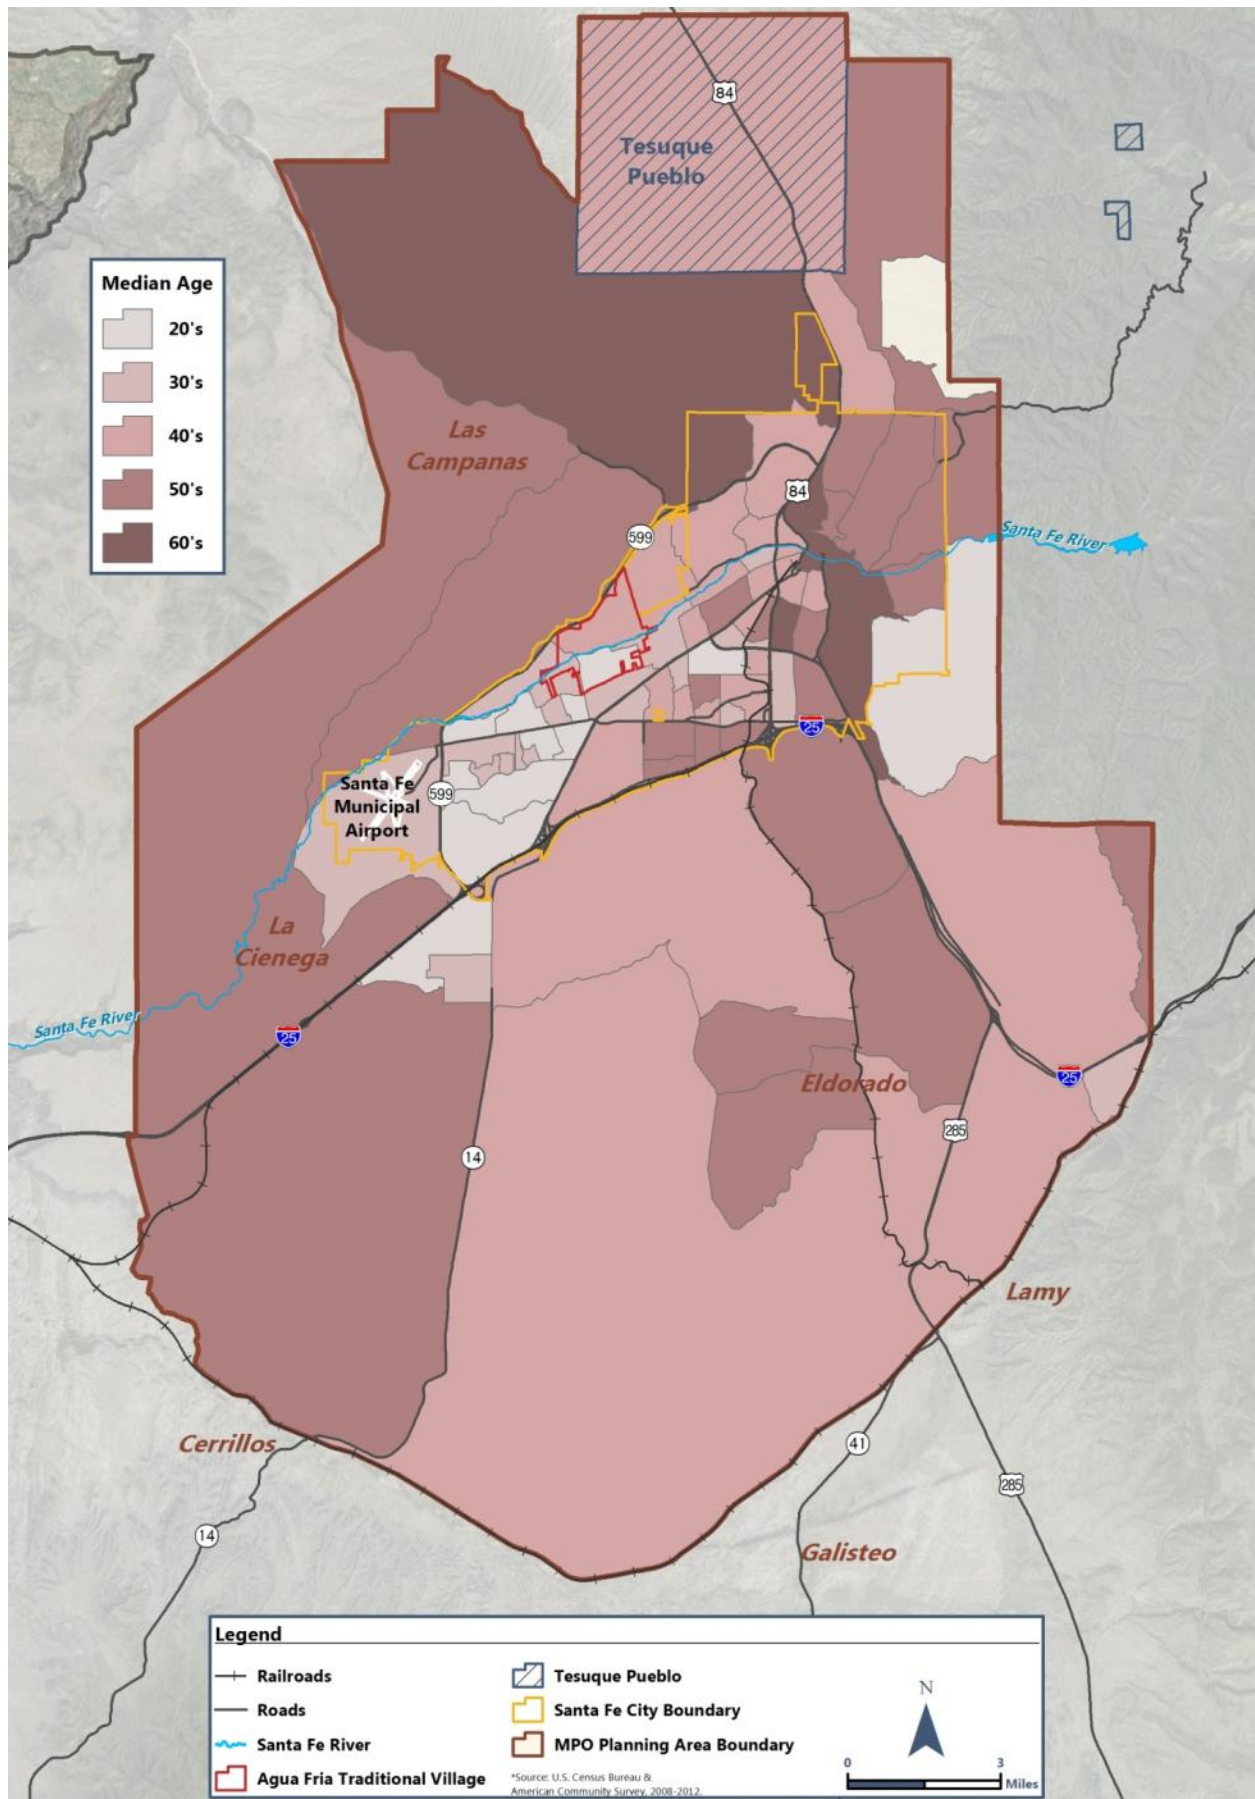 84
Tesuque
Pueblo
Median Age
20's
30's
40's
50's
60's
Las
Campanas
84
599
Santa Fe River
25
Santa Fe
Municipal
Airport
599
La
Cienega
Santa Fe River
25
Eldorado
25
285
14
Lamy
Cerrillos
41
285
14
Galisteo
Legend
Railroads
Roads
Santa Fe River
Agua Fria Traditional Village
Tesuque Pueblo
Santa Fe City Boundary
MPO Planning Area Boundary
*Source: U.S. Census Bureau &
American Community Survey, 2008-2012.
N
0 3
Miles